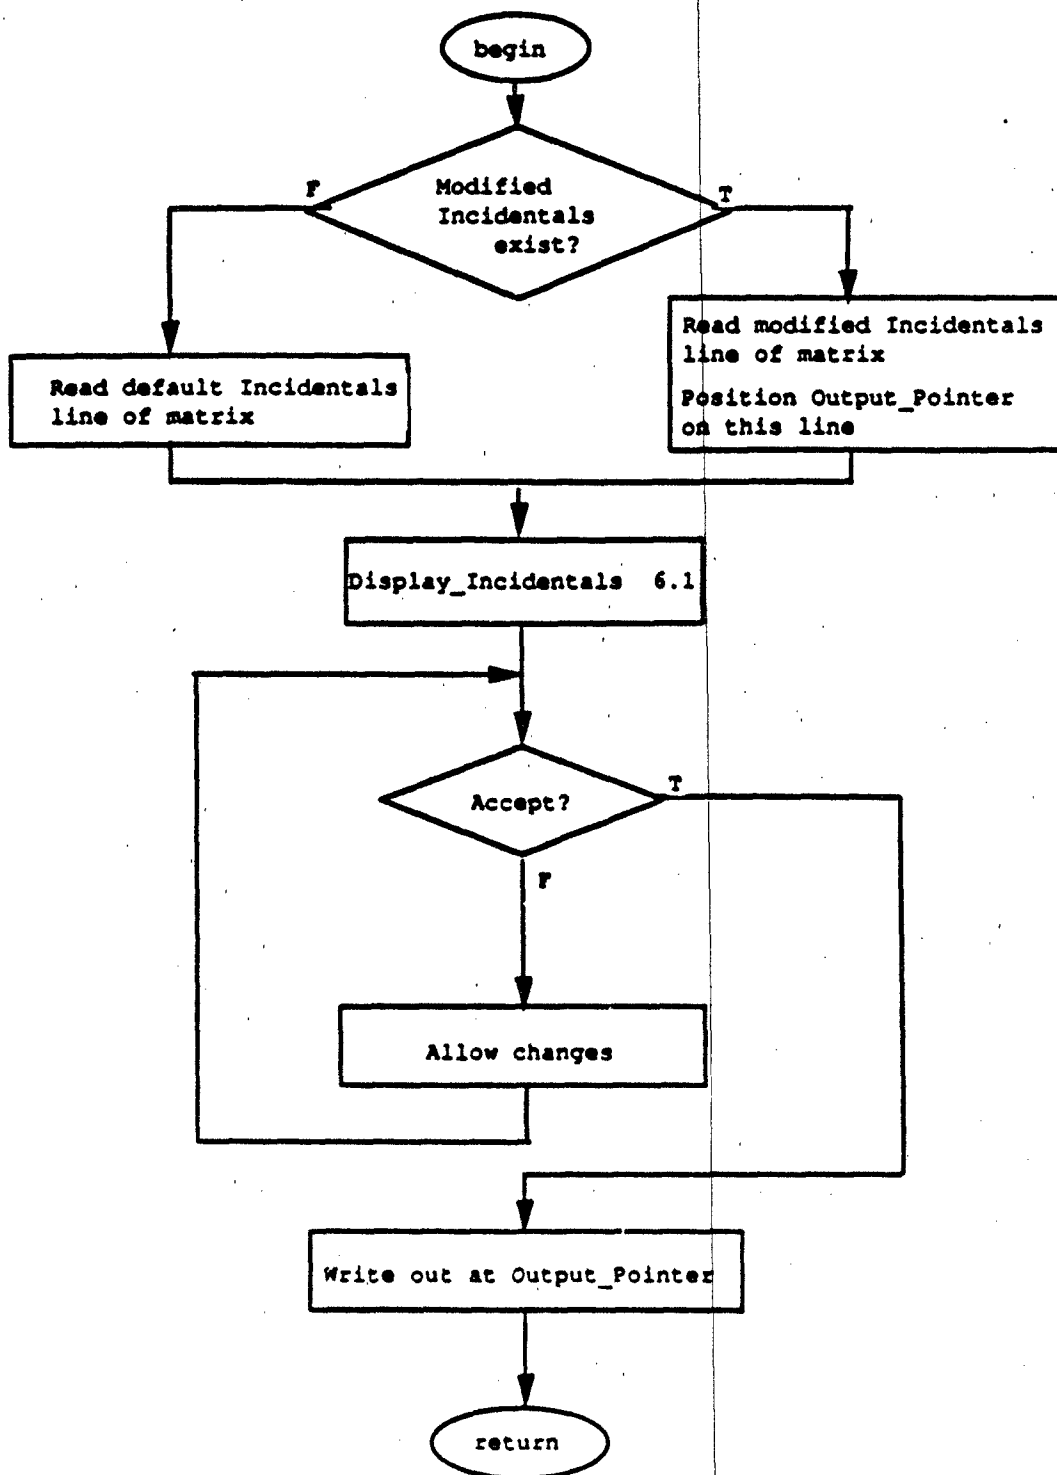 begin
Modified
Incidentals
exist?
F
T
Read default Incidentals
line of matrix
Read modified Incidentals
line of matrix
Position Output_Pointer
on this line
Display_Incidentals 6.1
Accept?
T
F
Allow changes
Write out at Output_Pointer
return